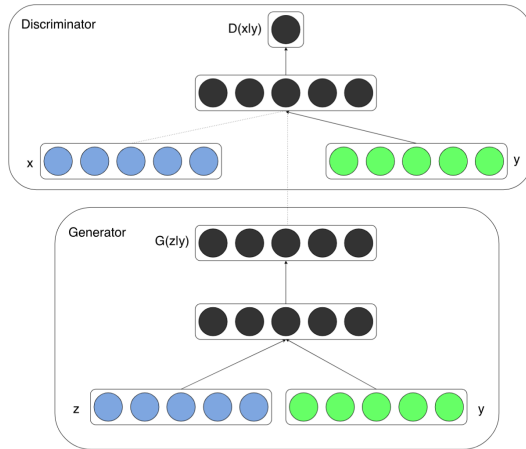 Discriminator
D(x|y)
x
y
Generator
G(z|y)
z
y